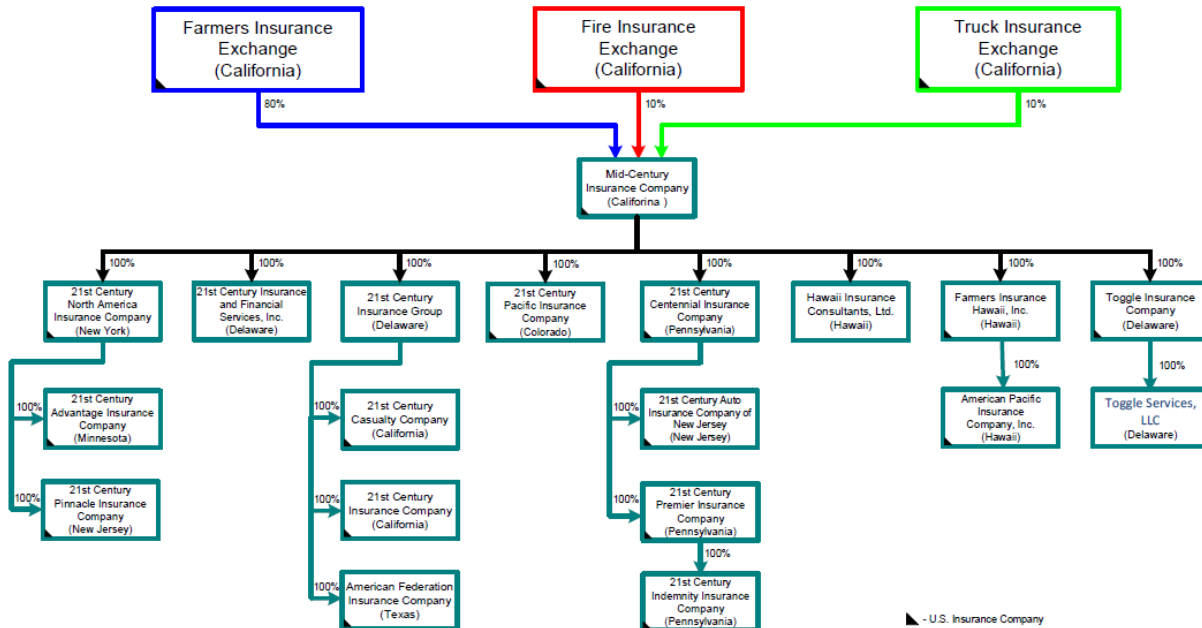 Farmers Insurance
Exchange
(California)
Fire Insurance
Exchange
(California)
Truck Insurance
Exchange
(California)
80%
10%
10%
Mid-Century
Insurance Company
(Califorina )
100%
100%
100%
100%
100%
100%
100%
100%
21st Century
North America
Insurance Company
(New York)
21st Century Insurance
and Financial
Services, Inc.
(Delaware)
21st Century
Insurance Group
(Delaware)
21st Century
Pacific Insurance
Company
(Colorado)
21st Century
Centennial Insurance
Company
(Pennsylvania)
Hawaii Insurance
Consultants, Ltd.
(Hawaii)
Farmers Insurance
Hawaii, Inc.
(Hawaii)
Toggle Insurance
Company
(Delaware)
100%
100%
100%
100%
100%
21st Century
Advantage Insurance
Company
(Minnesota)
21st Century
Casualty Company
(California)
21st Century Auto
Insurance Company of
New Jersey
(New Jersey)
American Pacific
Insurance
Company, Inc.
(Hawaii)
Toggle Services,
LLC
(Delaware)
100%
100%
100%
21st Century
Pinnacle Insurance
Company
(New Jersey)
21st Century
Insurance Company
(California)
21st Century
Premier Insurance
Company
(Pennsylvania)
100%
100%
American Federation
Insurance Company
(Texas)
21st Century
Indemnity Insurance
Company
(Pennsylvania)
- U.S. Insurance Company